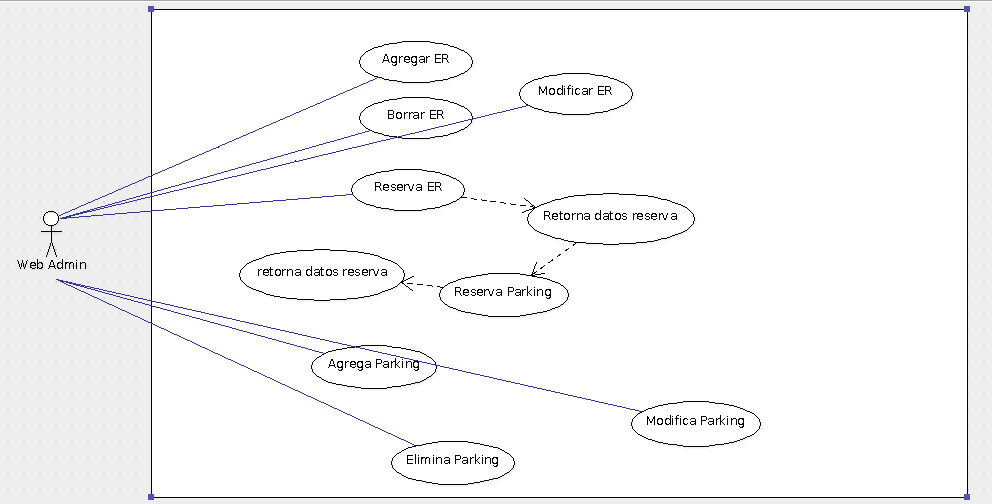 Agregar ER
Modificar ER
Borrar ER
Reserva ER
Retorna datos reserva
Web Admin
retorna datos reserva
Reserva Parking
Agrega Parking
Modifica Parking
Elimina Parking